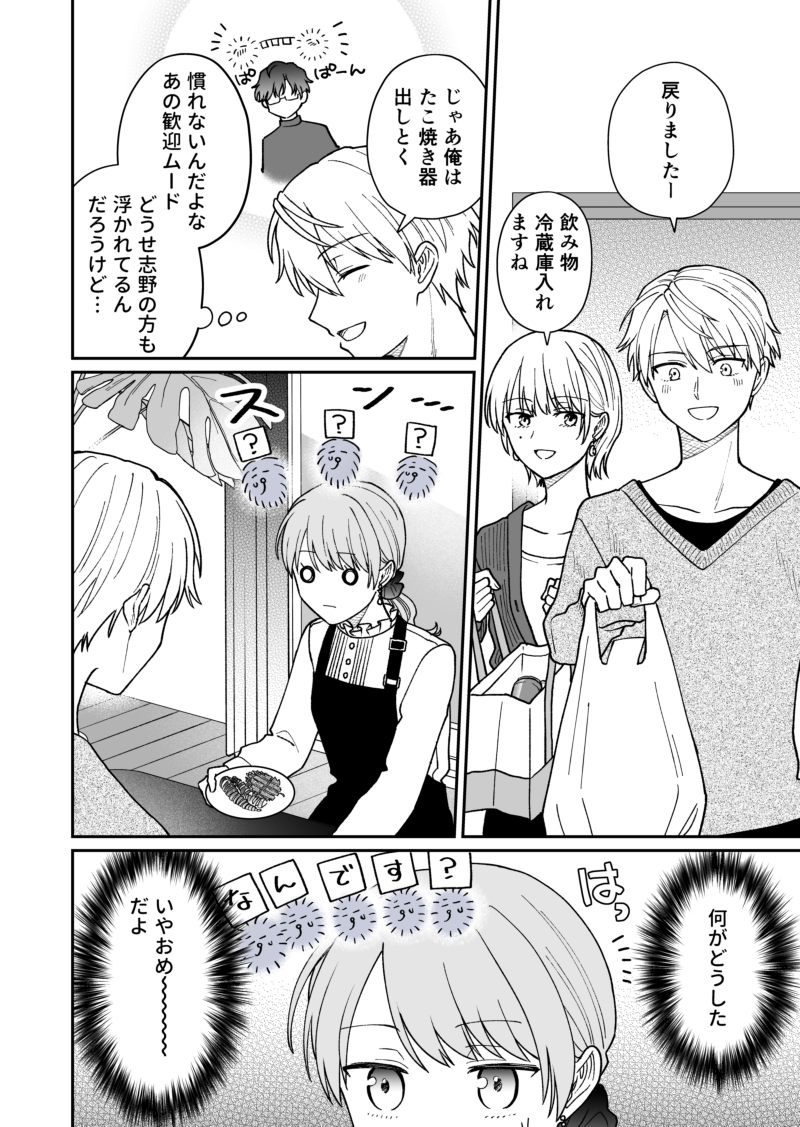 戻りましたー
飲み物
冷蔵庫入れ
ますね
じゃあ俺は
たこ焼き器
出しとく
ぱ
ぱーん
慣れないんだよな
あの歓迎ムード
どうせ志野の方も
浮かれてるん
だろうけど…
スン…
？
？
？
はっ
何がどうした
なんです？
いやおめ〜〜〜〜
だよ